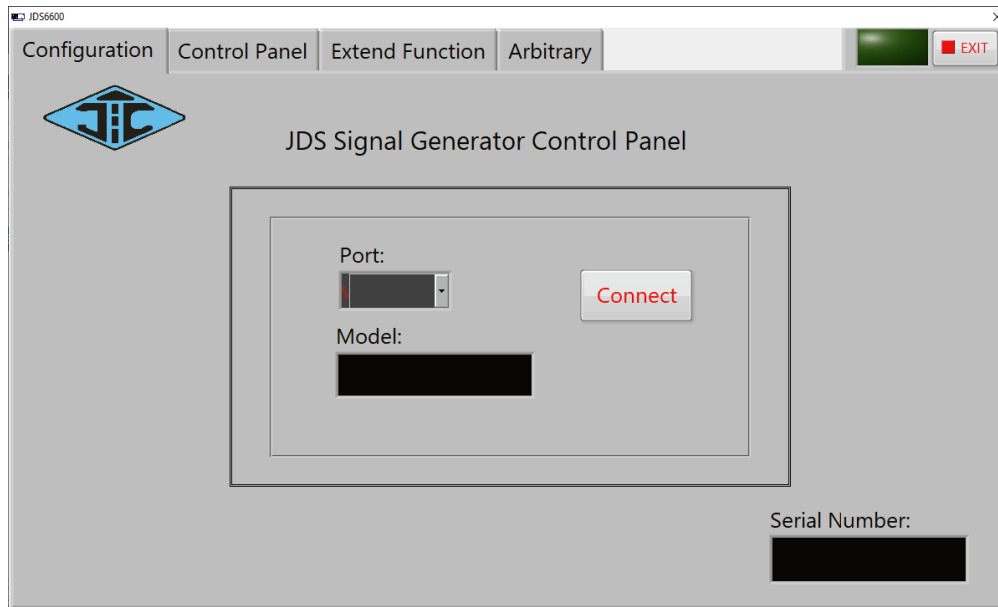 JDS6600
Configuration
Control Panel
Extend Function
Arbitrary
EXIT
JDS Signal Generator Control Panel
Port:
Connect
Model:
Serial Number: